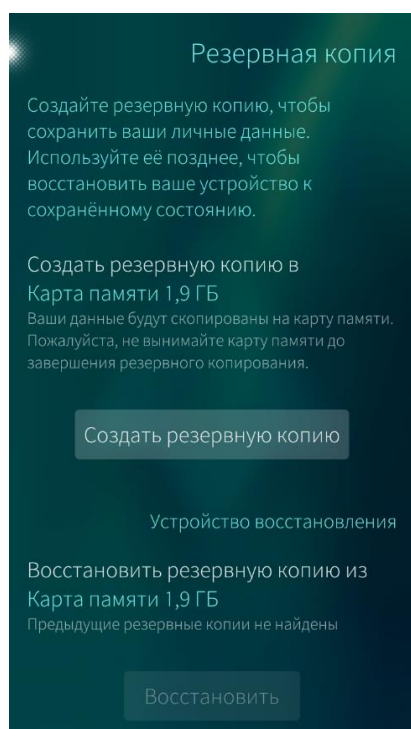 Резервная копия
Создайте резервную копию, чтобы
сохранить ваши личные данные.
Используйте её позднее, чтобы
восстановить ваше устройство к
сохранённому состоянию.
Создать резервную копию в
Карта памяти 1,9 ГБ
Ваши данные будут скопированы на карту памяти.
Пожалуйста, не вынимайте карту памяти до
завершения резервного копирования.
Создать резервную копию
Устройство восстановления
Восстановить резервную копию из
Карта памяти 1,9 ГБ
Предыдущие резервные копии не найдены
Восстановить